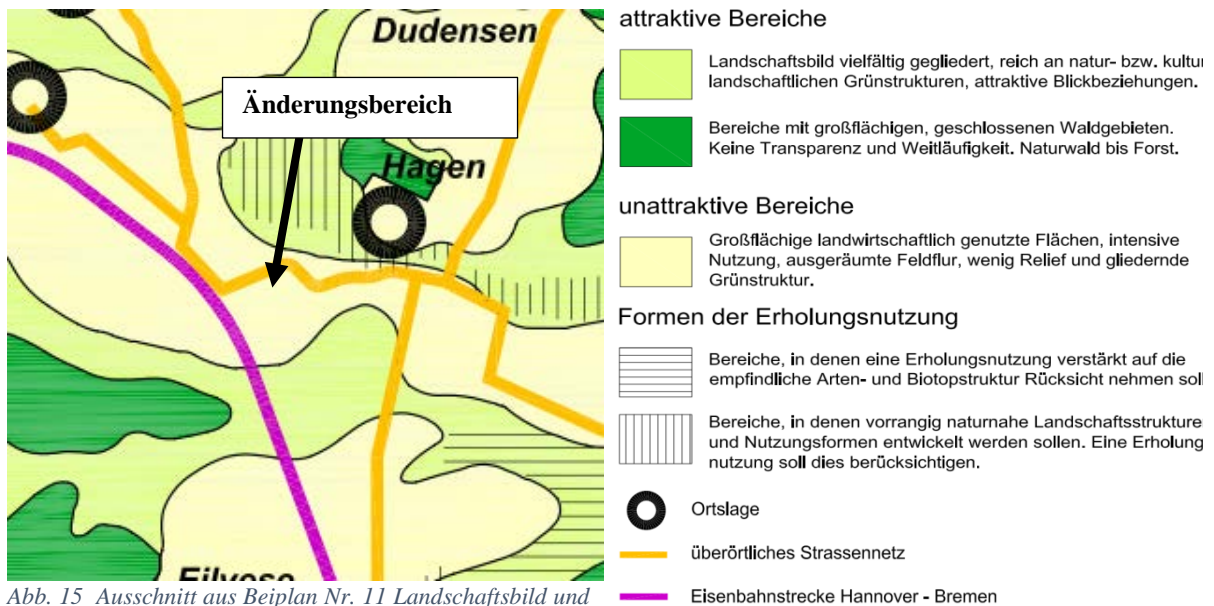 Dudensen
Änderungsbereich
Hagen
Eilvese
Abb. 15 Ausschnitt aus Beiplan Nr. 11 Landschaftsbild und
attraktive Bereiche
Landschaftsbild vielfältig gegliedert, reich an natur- bzw. kultur
landschaftlichen Grünstrukturen, attraktive Blickbeziehungen.
Bereiche mit großflächigen, geschlossenen Waldgebieten.
Keine Transparenz und Weitläufigkeit. Naturwald bis Forst.
unattraktive Bereiche
Großflächige landwirtschaftlich genutzte Flächen, intensive
Nutzung, ausgeräumte Feldflur, wenig Relief und gliedernde
Grünstruktur.
Formen der Erholungsnutzung
Bereiche, in denen eine Erholungsnutzung verstärkt auf die
empfindliche Arten- und Biotopstruktur Rücksicht nehmen soll
Bereiche, in denen vorrangig naturnahe Landschaftsstrukture
und Nutzungsformen entwickelt werden sollen. Eine Erholung
nutzung soll dies berücksichtigen.
Ortslage
überörtliches Strassennetz
Eisenbahnstrecke Hannover - Bremen